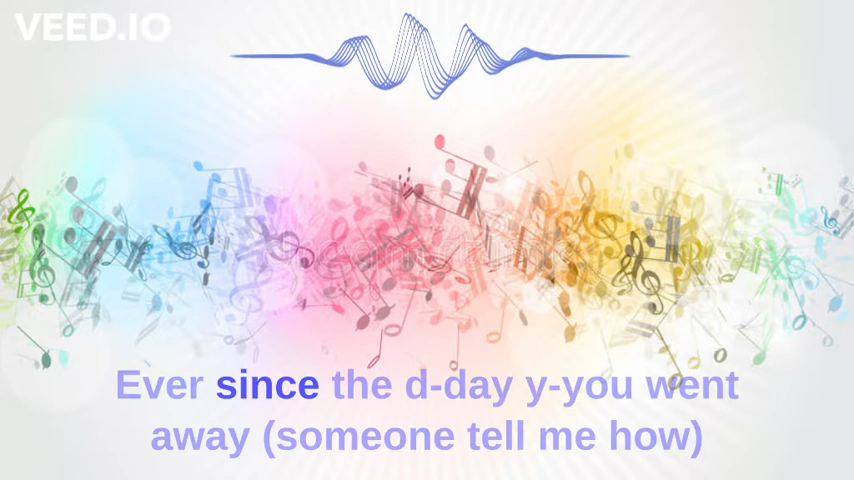 VEED.IO
Ever since the d-day y-you went
away (someone tell me how)